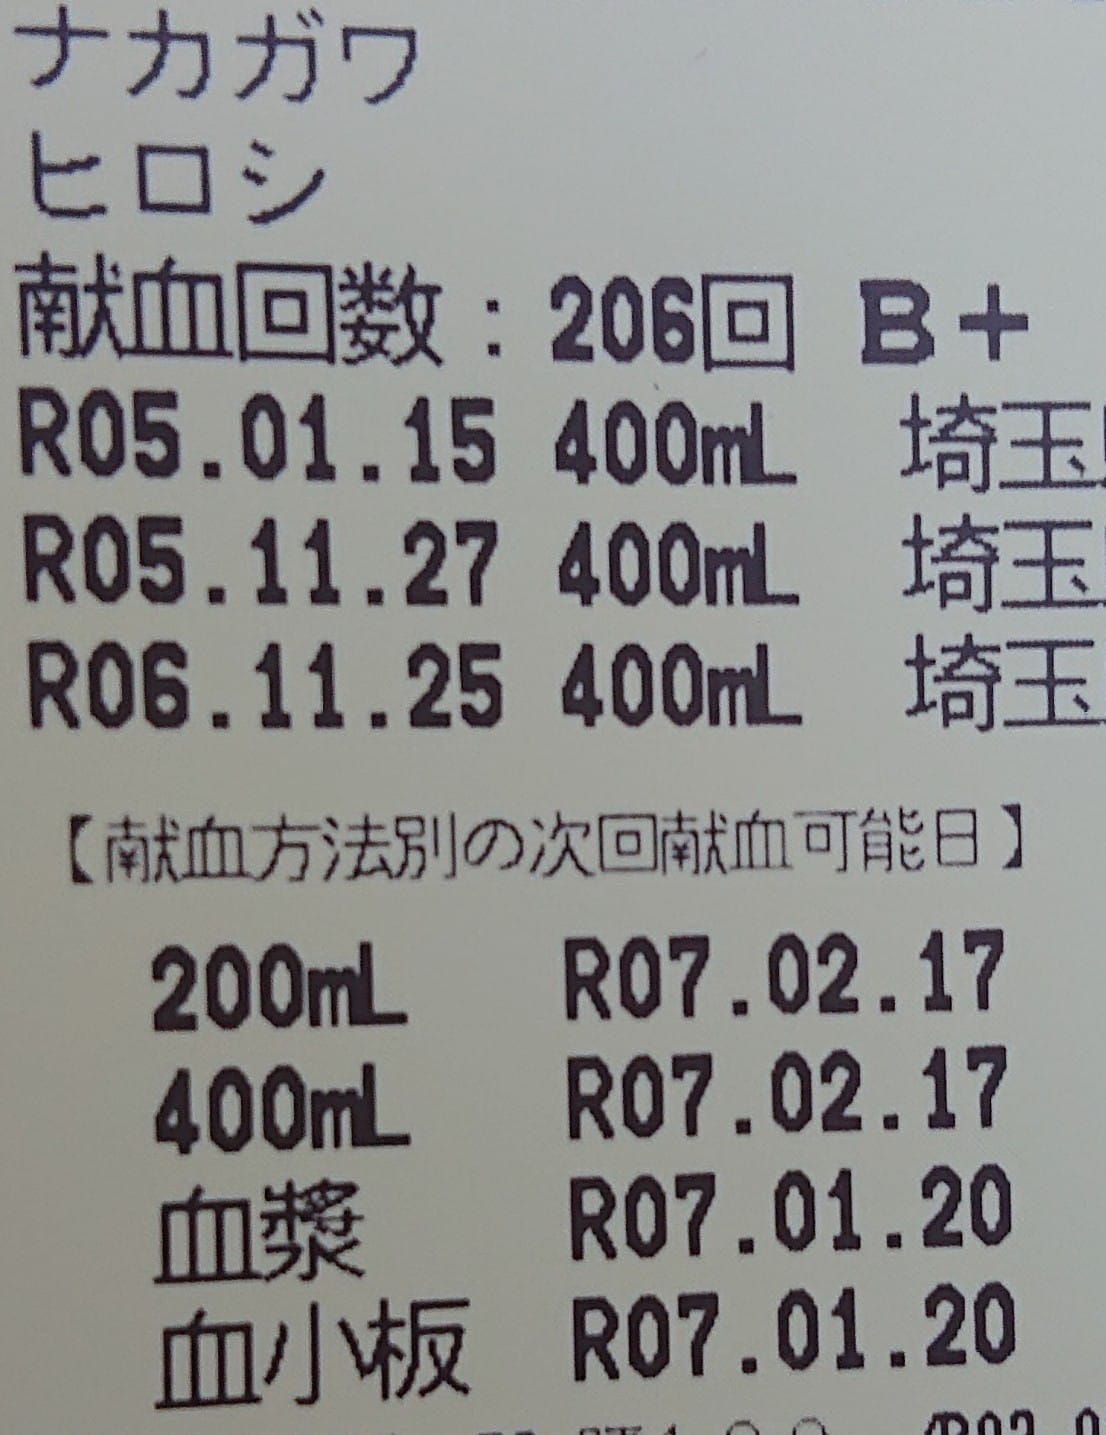 ナカガワ
ヒロシ
献血回数：206回 B+
R05.01.15 400mL 埼玉
R05.11.27 400mL 埼玉
R06.11.25 400mL 埼玉
【献血方法別の次回献血可能日】
200mL R07.02.17
400mL R07.02.17
血漿 R07.01.20
血小板 R07.01.20